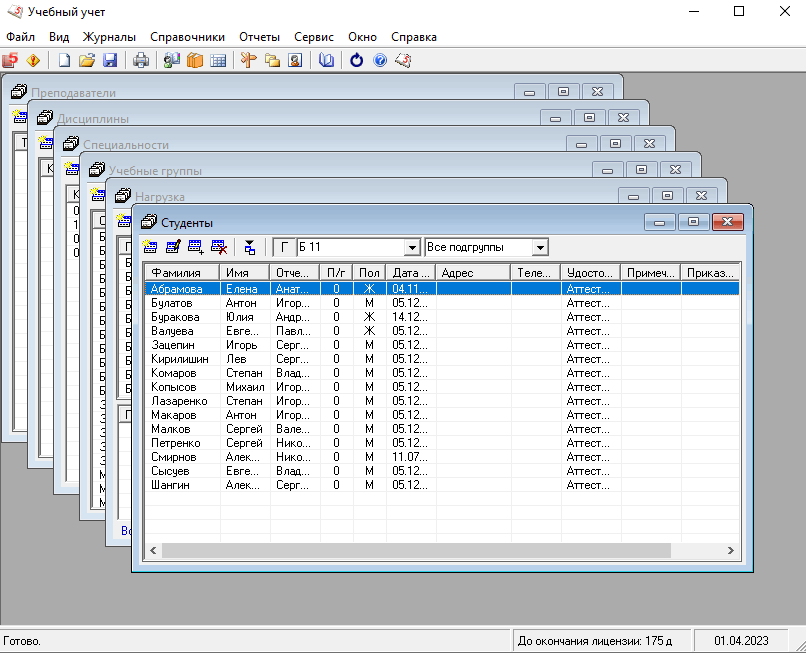 Учебный учет
Файл Вид Журналы Справочники Отчеты Сервис Окно Справка
Преподаватели
Дисциплины
Специальности
Учебные группы
Нагрузка
Студенты
Г Б 11 Все подгруппы
Фамилия Имя Отче... П/г Пол Дата ... Адрес Теле... Удосто... Примеч... Приказ...
Абрамова Елена Анат... 0 Ж 04.11... Аттест...
Булатов Антон Игор... 0 М 05.12... Аттест...
Буракова Юлия Андр... 0 Ж 14.12... Аттест...
Валуева Евге... Павл... 0 Ж 05.12... Аттест...
Зацепин Игорь Серг... 0 М 05.12... Аттест...
Кирилишин Лев Серг... 0 М 05.12... Аттест...
Комаров Степан Влад... 0 М 05.12... Аттест...
Копысов Михаил Игор... 0 М 05.12... Аттест...
Лазаренко Степан Игор... 0 М 05.12... Аттест...
Макаров Антон Игор... 0 М 05.12... Аттест...
Малков Сергей Вале... 0 М 05.12... Аттест...
Петренко Сергей Нико... 0 М 05.12... Аттест...
Смирнов Алек... Нико... 0 М 11.07... Аттест...
Сысуев Евге... Влад... 0 М 05.12... Аттест...
Шангин Алек... Серг... 0 М 05.12... Аттест...
Готово. До окончания лицензии: 175 д 01.04.2023